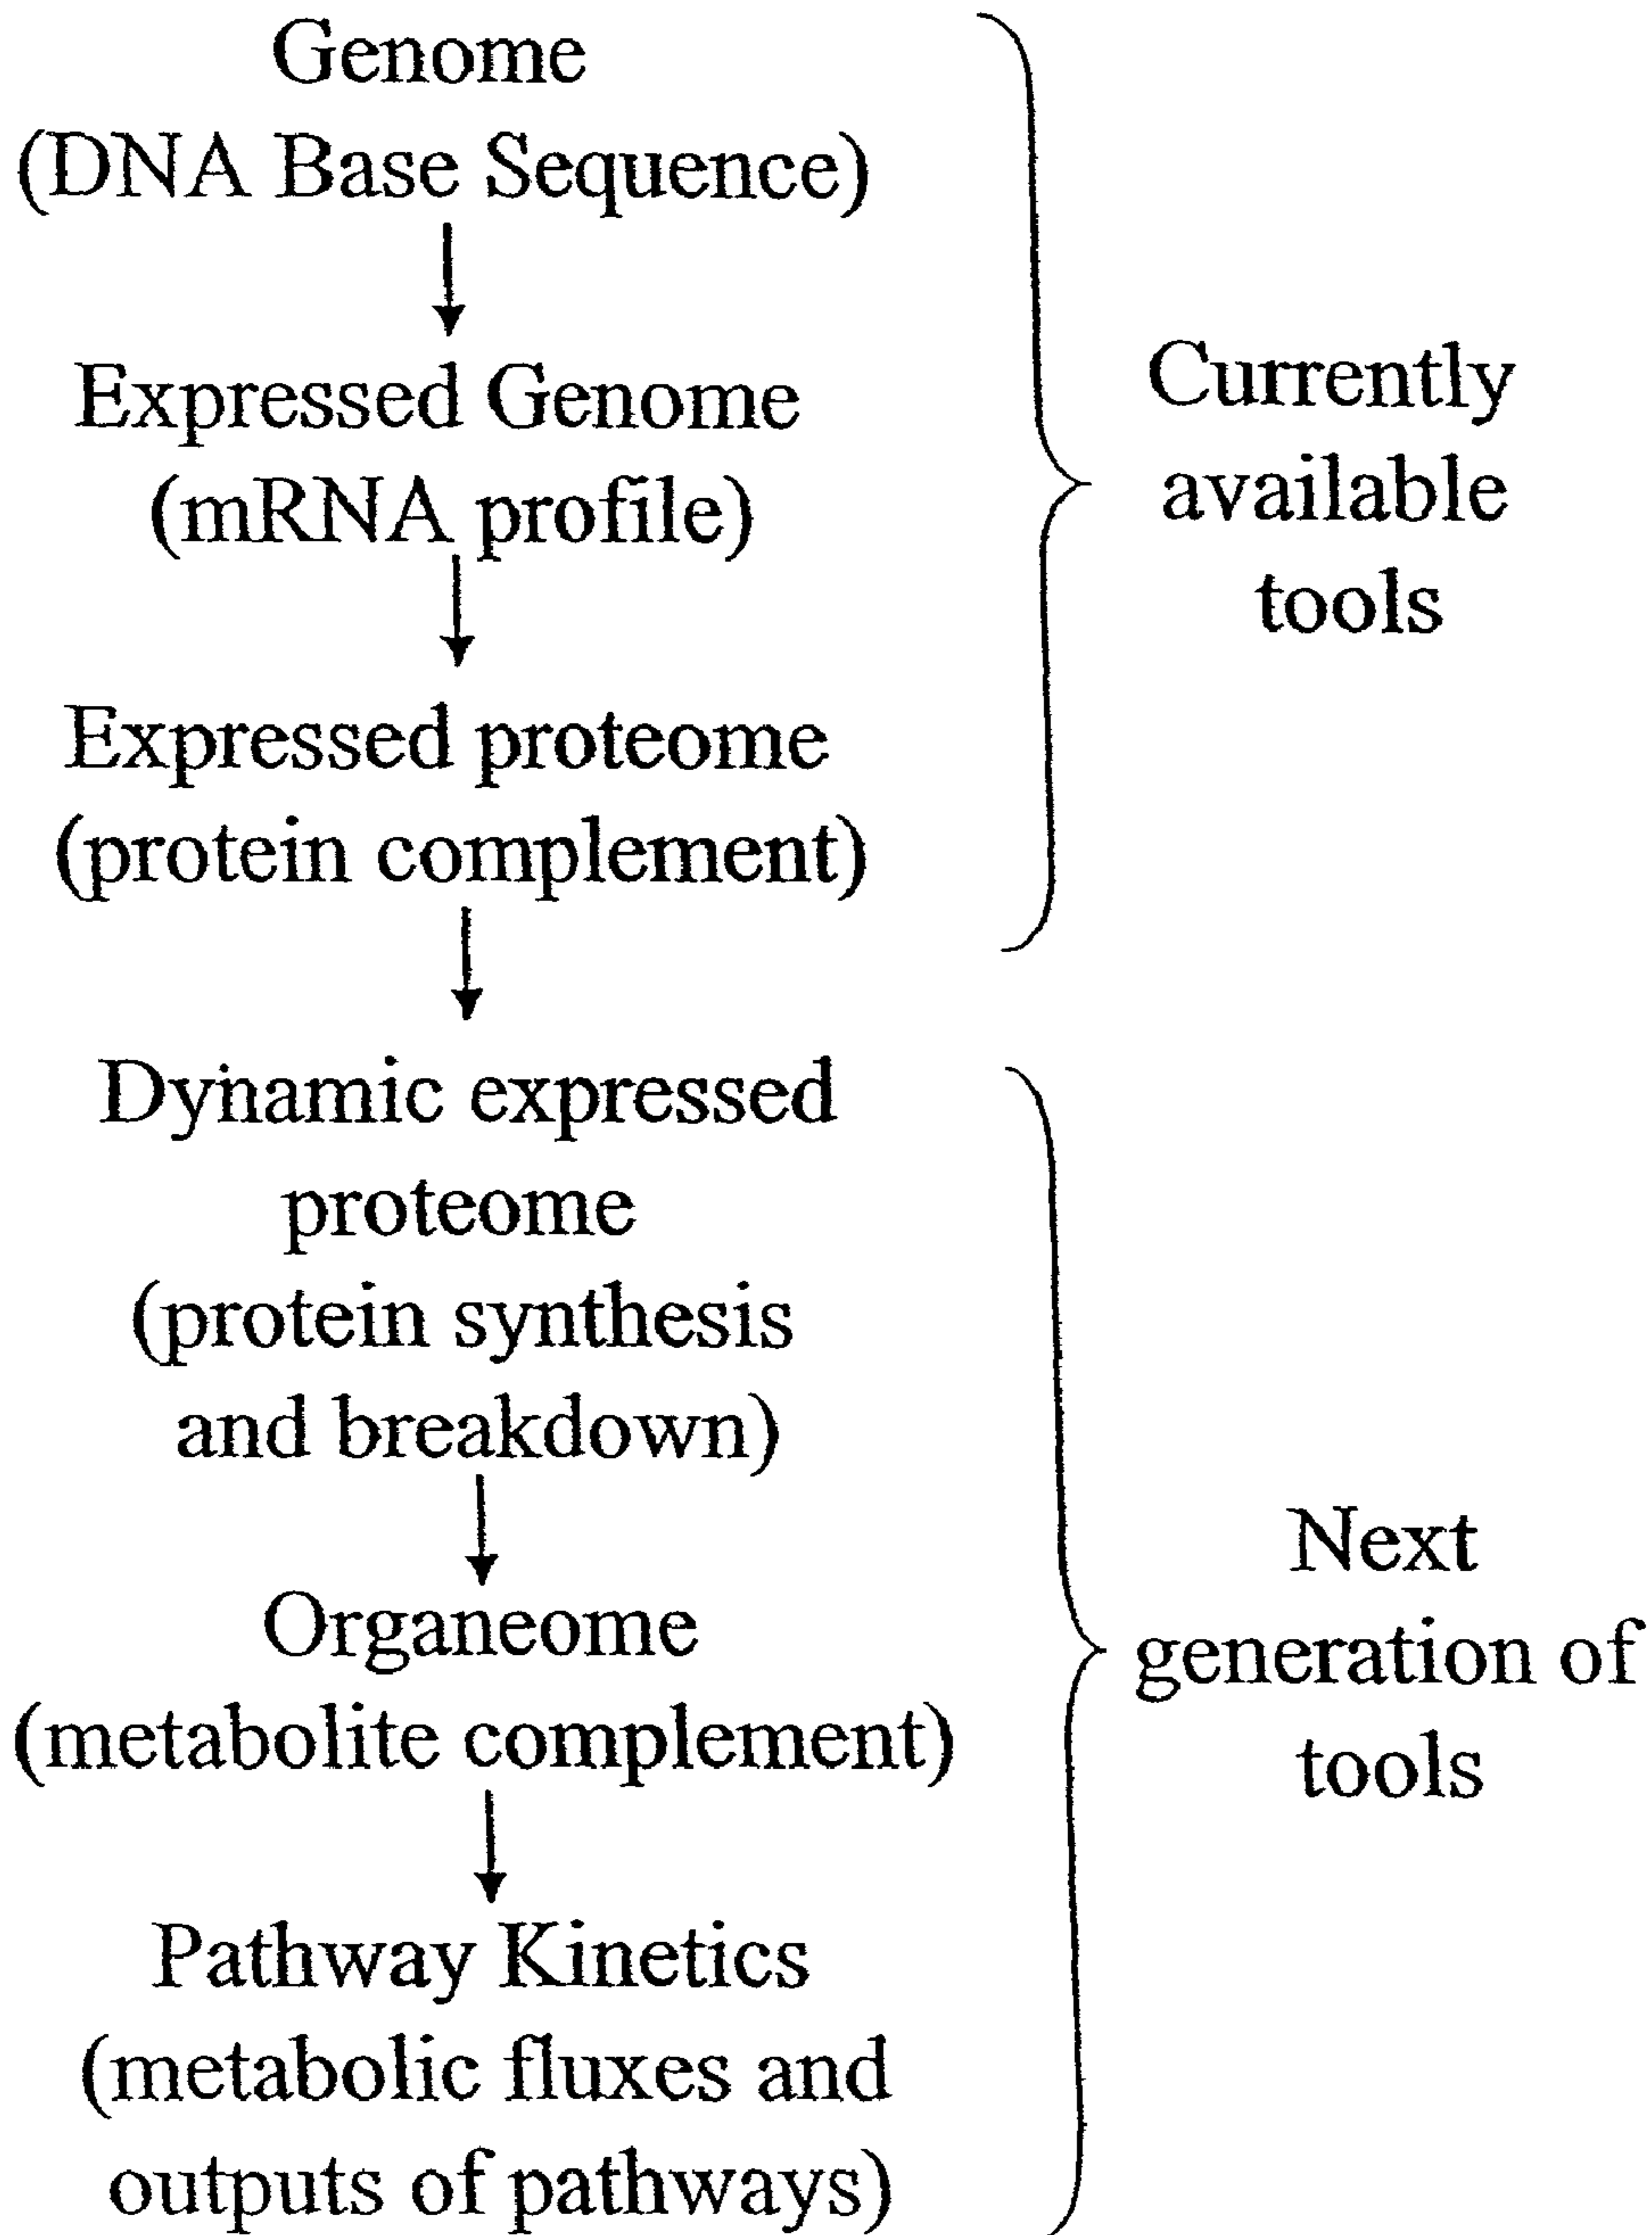 Genome
(DNA Base Sequence)
Expressed Genome
(mRNA profile)
Expressed proteome
(protein complement)
Currently
available
tools
Dynamic expressed
proteome
(protein synthesis
and breakdown)
Organeome
(metabolite complement)
Pathway Kinetics
(metabolic fluxes and
outputs of pathways)
Next
generation of
tools